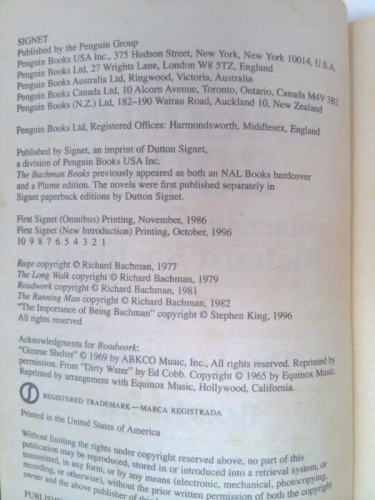 SIGNET
Published by the Penguin Group
Penguin Books USA Inc., 375 Hudson Street, New York, New York 10014, U.S.A.
Penguin Books Ltd, 27 Wrights Lane, London W8 5TZ, England
Penguin Books Australia Ltd, Ringwood, Victoria, Australia
Penguin Books Canada Ltd, 10 Alcorn Avenue, Toronto, Ontario, Canada M4V 3B2
Penguin Books (N.Z.) Ltd, 182–190 Wairau Road, Auckland 10, New Zealand
Penguin Books Ltd, Registered Offices: Harmondsworth, Middlesex, England
Published by Signet, an imprint of Dutton Signet,
a division of Penguin Books USA Inc.
The Bachman Books previously appeared as both an NAL Books hardcover
and a Plume edition. The novels were first published separately in
Signet paperback editions by Dutton Signet.
First Signet (Omnibus) Printing, November, 1986
First Signet (New Introduction) Printing, October, 1996
10 9 8 7 6 5 4 3 2 1
Rage copyright © Richard Bachman, 1977
The Long Walk copyright © Richard Bachman, 1979
Roadwork copyright © Richard Bachman, 1981
The Running Man copyright © Richard Bachman, 1982
"The Importance of Being Bachman" copyright © Stephen King, 1996
All rights reserved
Acknowledgments for Roadwork:
"Gimme Shelter" © 1969 by ABKCO Music, Inc., All rights reserved. Reprinted by
permission. From "Dirty Water" by Ed Cobb. Copyright © 1965 by Equinox Music.
Reprinted by arrangement with Equinox Music, Hollywood, California.
REGISTERED TRADEMARK—MARCA REGISTRADA
Printed in the United States of America
Without limiting the rights under copyright reserved above, no part of this
publication may be reproduced, stored in or introduced into a retrieval system, or
transmitted, in any form, or by any means (electronic, mechanical, photocopying,
recording, or otherwise), without the prior written permission of both the copyright
owner and the above publisher of this